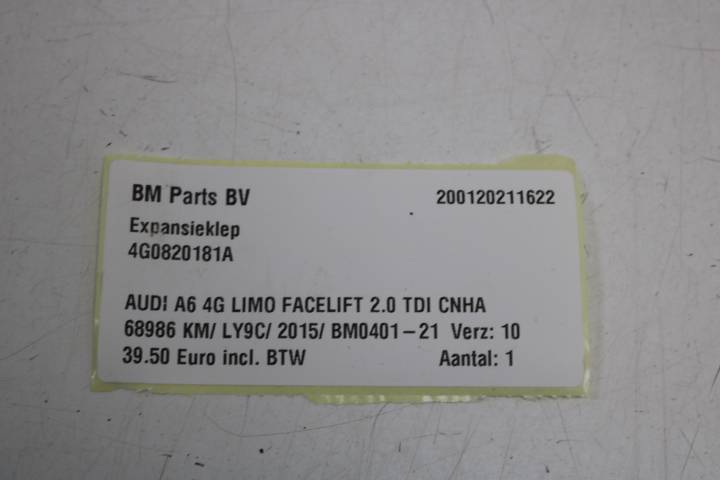 BM Parts BV 200120211622
Expansieklep
4G0820181A
AUDI A6 4G LIMO FACELIFT 2.0 TDI CNHA
68986 KM/ LY9C/ 2015/ BM0401-21 Verz: 10
39.50 Euro incl. BTW Aantal: 1